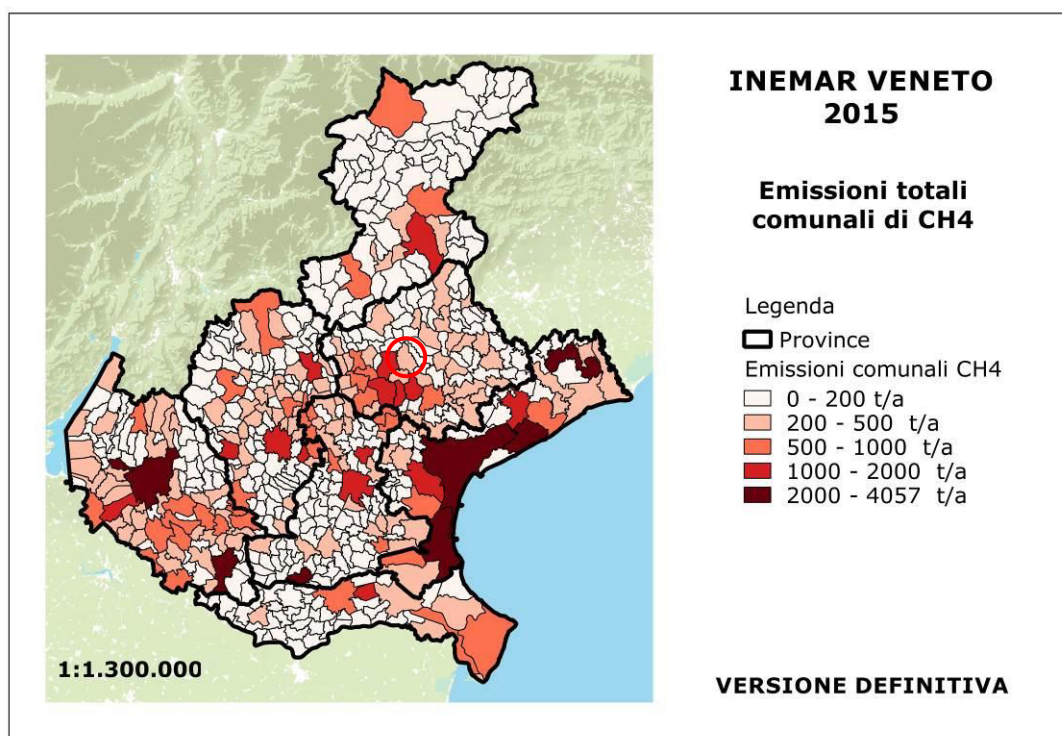 INEMAR VENETO
2015
Emissioni totali
comunali di CH4
Legenda
Province
Emissioni comunali CH4
0 - 200 t/a
200 - 500 t/a
500 - 1000 t/a
1000 - 2000 t/a
2000 - 4057 t/a
1:1.300.000
VERSIONE DEFINITIVA